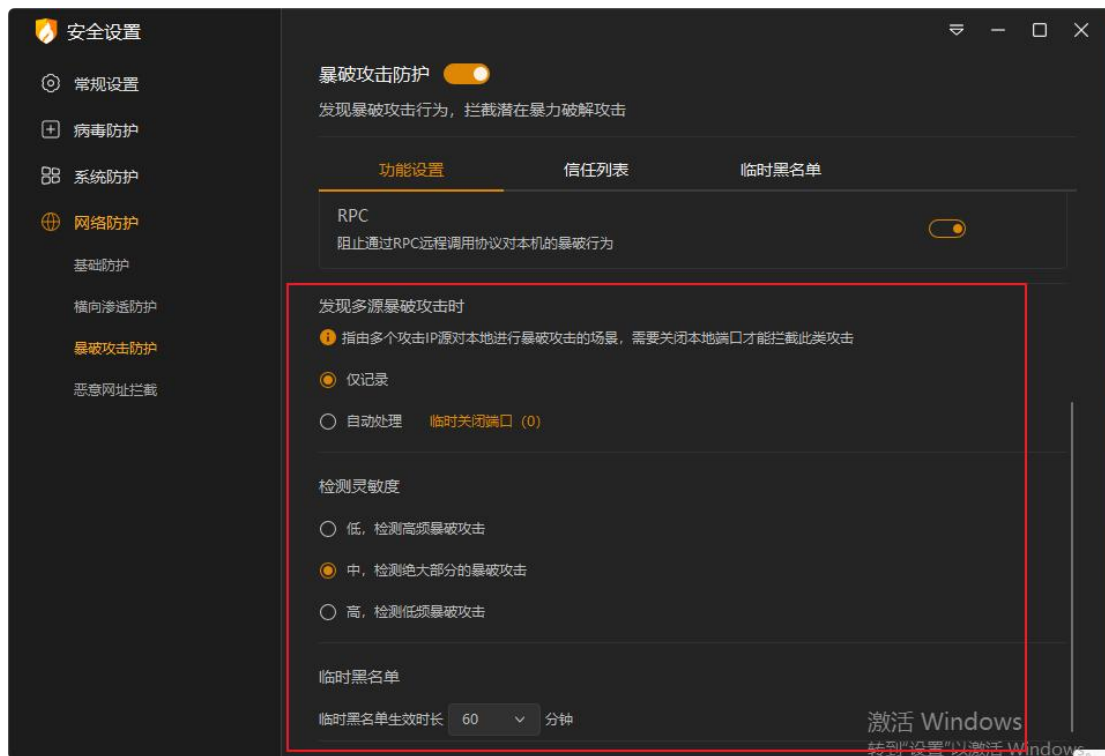 安全设置
常规设置
病毒防护
系统防护
网络防护
基础防护
横向渗透防护
暴破攻击防护
恶意网址拦截
暴破攻击防护
发现暴破攻击行为，拦截潜在暴力破解攻击
功能设置 信任列表 临时黑名单
RPC
阻止通过RPC远程调用协议对本机的暴破行为
发现多源暴破攻击时
指由多个攻击IP源对本地进行暴破攻击的场景，需要关闭本地端口才能拦截此类攻击
仅记录
自动处理 临时关闭端口（0）
检测灵敏度
低，检测高频暴破攻击
中，检测绝大部分的暴破攻击
高，检测低频暴破攻击
临时黑名单
临时黑名单生效时长 60 分钟
激活 Windows
转到"设置"以激活 Windows。